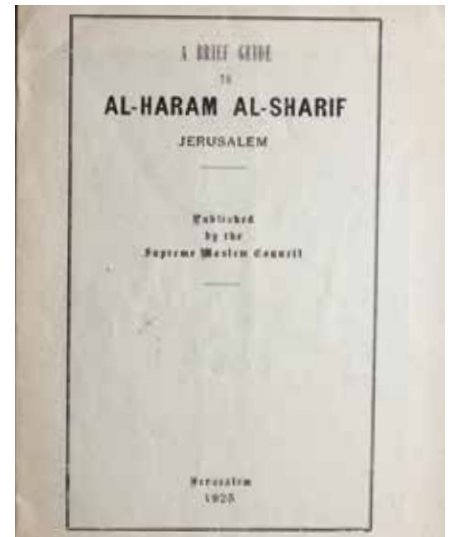 A BRIEF GUIDE
TO
AL-HARAM AL-SHARIF
JERUSALEM
Published
by the
Supreme Moslem Council
Jerusalem
1925